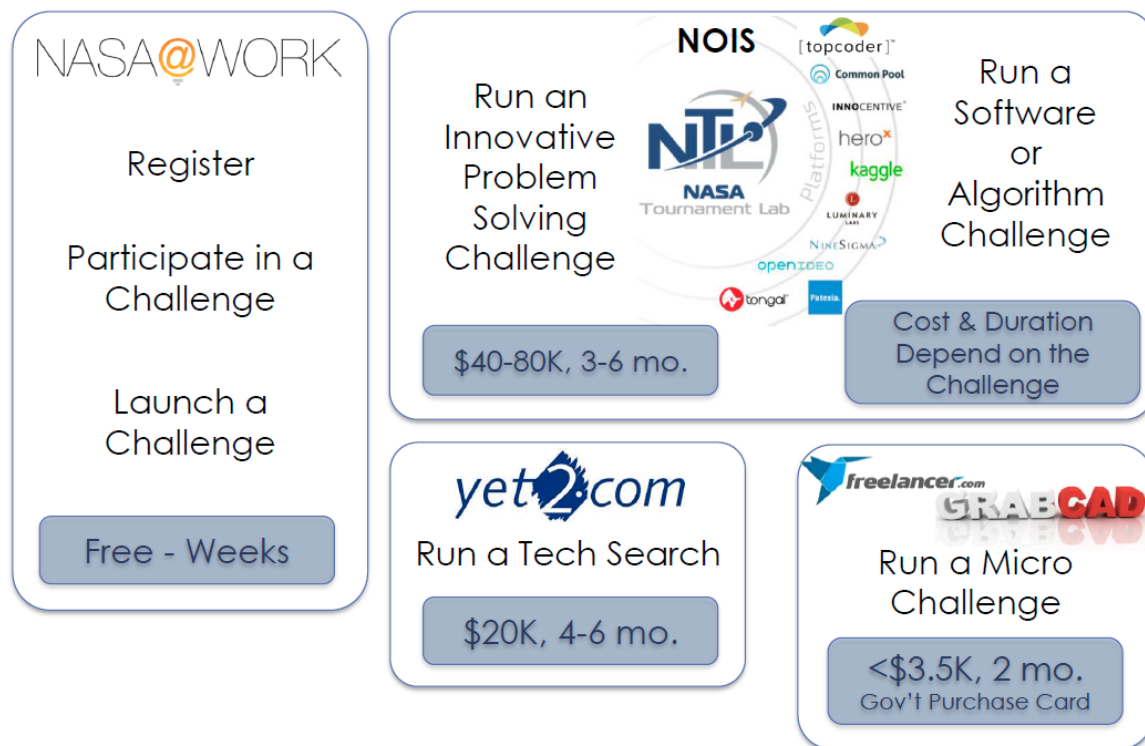 NASA@WORK
Register
Participate in a
Challenge
Launch a
Challenge
Free - Weeks
NOIS
Run an
Innovative
Problem
Solving
Challenge
$40-80K, 3-6 mo.
NTL
NASA
Tournament Lab
Platforms
[topcoder]™
Common Pool
INNOCENTIVE®
herox
kaggle
LUMINARY
LABS
NINESIGMA
OPENIDEO
tongal
Patexia.
Run a
Software
or
Algorithm
Challenge
Cost & Duration
Depend on the
Challenge
yet2.com
Run a Tech Search
$20K, 4-6 mo.
freelancer.com
GRABCAD
Run a Micro
Challenge
<$3.5K, 2 mo.
Gov't Purchase Card